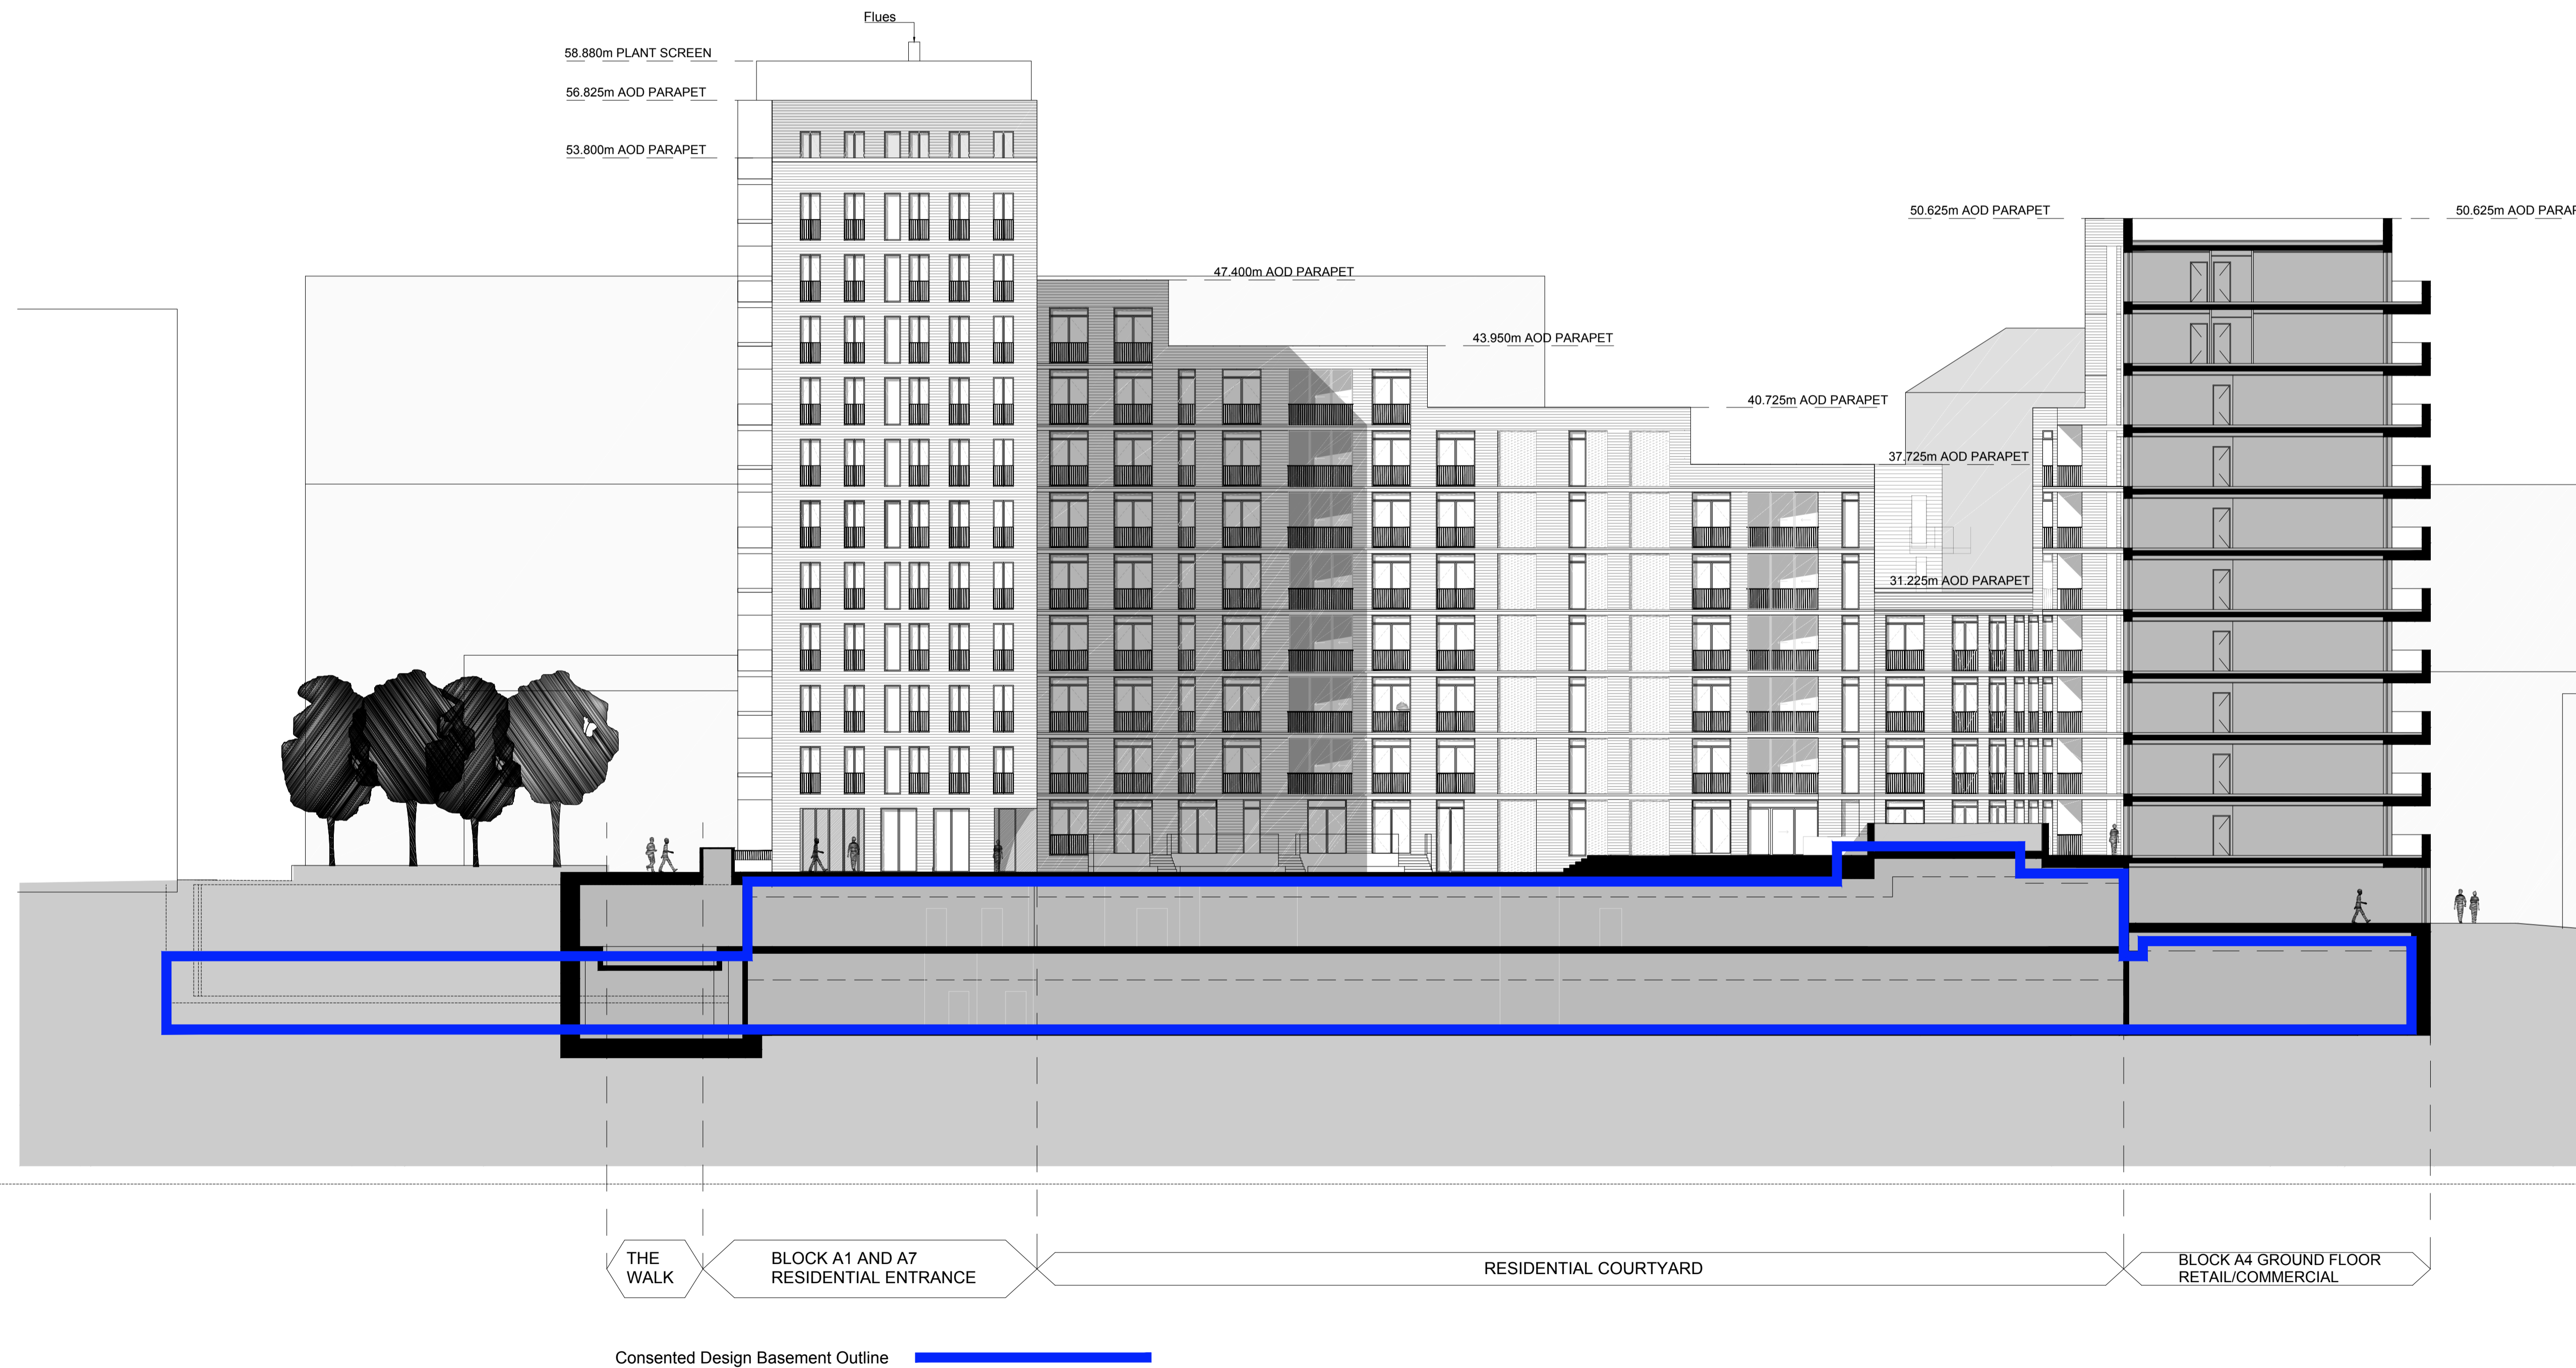 Flues
58.880m PLANT SCREEN
56.825m AOD PARAPET
53.800m AOD PARAPET
50.625m AOD PARAPET
50.625m AOD
47.400m AOD PARAPET
43.950m AOD PARAPET
40.725m AOD PARAPET
37.725m AOD PARAPET
31.225m AOD PARAPET
THE
WALK
BLOCK A1 AND A7
RESIDENTIAL ENTRANCE
RESIDENTIAL COURTYARD
BLOCK A4 GROUND FLOOR
RETAIL/COMMERCIAL
Consented Design Basement Outline